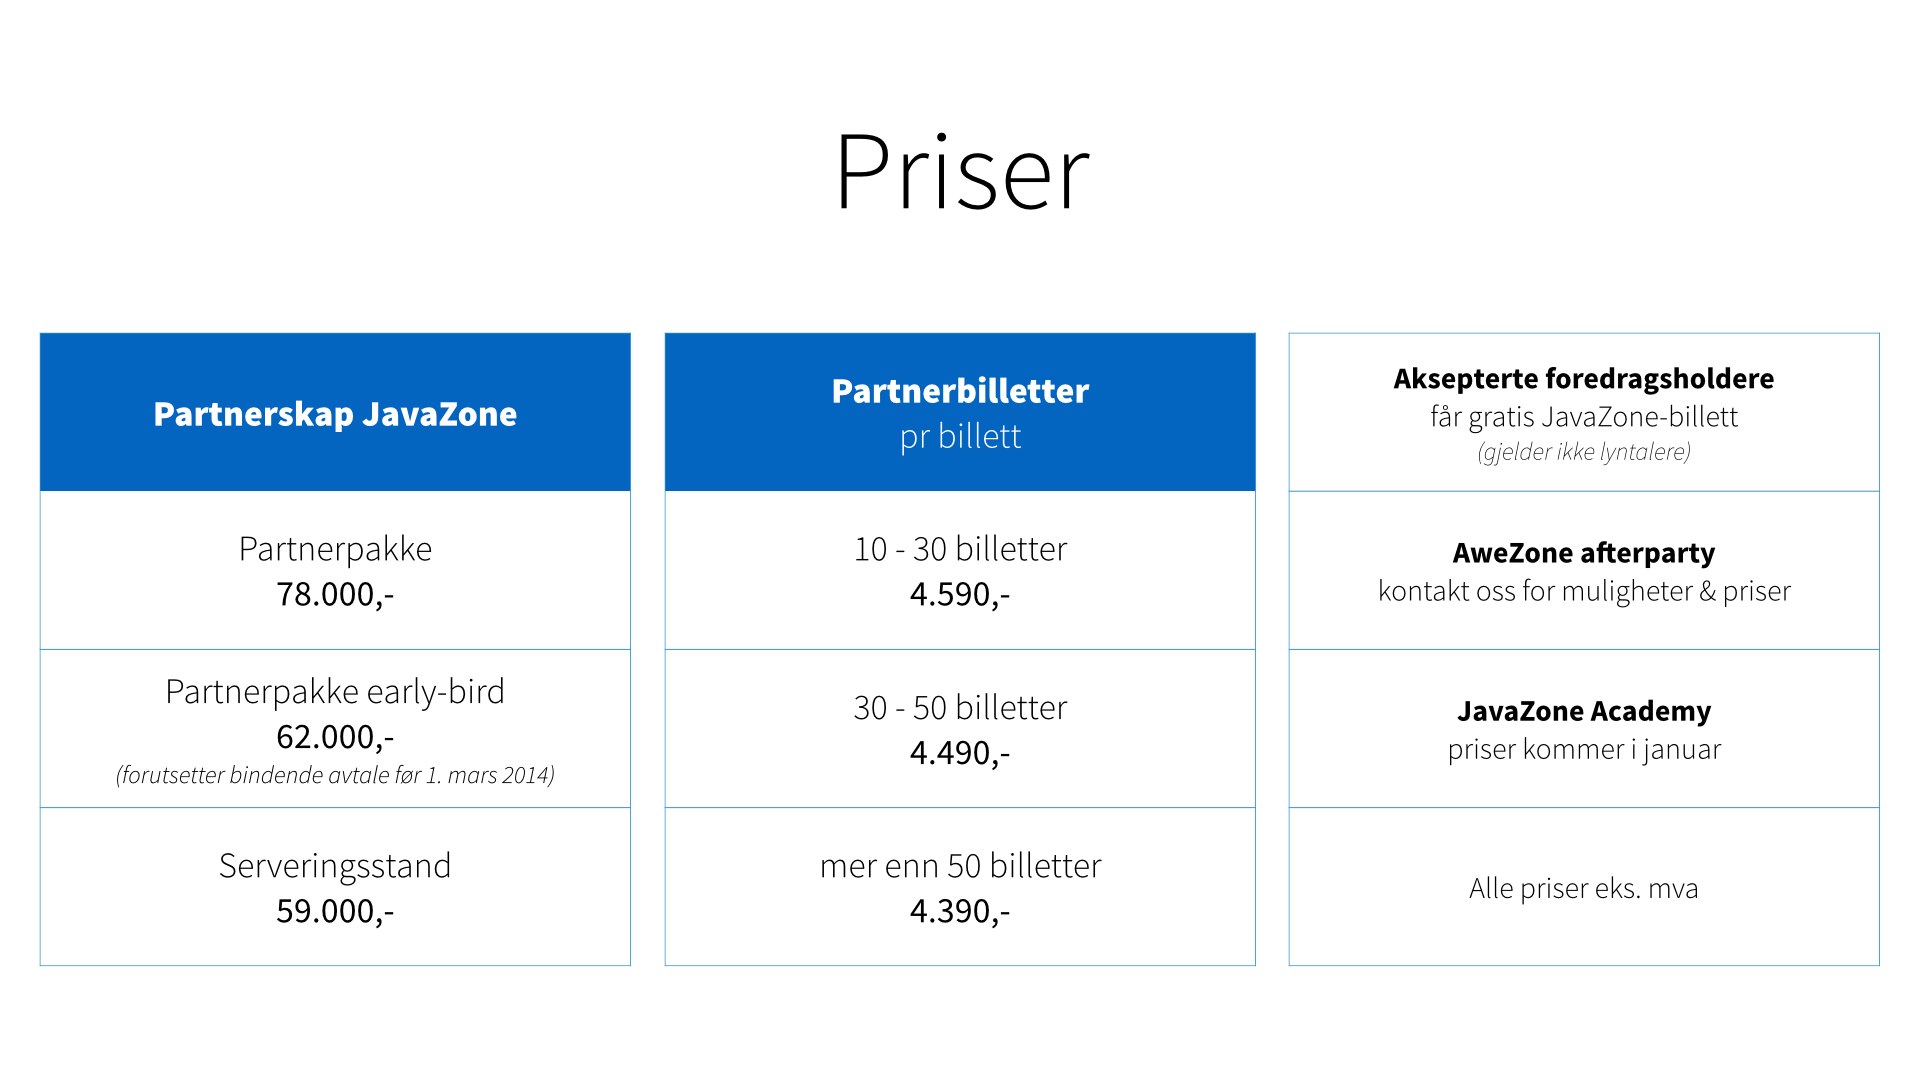 Priser
Partnerskap JavaZone
Partnerpakke
78.000,-
Partnerpakke early-bird
62.000,-
(forutsetter bindende avtale før 1. mars 2014)
Serveringsstand
59.000,-
Partnerbilletter
pr billett
10 - 30 billetter
4.590,-
30 - 50 billetter
4.490,-
mer enn 50 billetter
4.390,-
Aksepterte foredragsholdere
får gratis JavaZone-billett
(gjelder ikke lyntalere)
AweZone afterparty
kontakt oss for muligheter & priser
JavaZone Academy
priser kommer i januar
Alle priser eks. mva